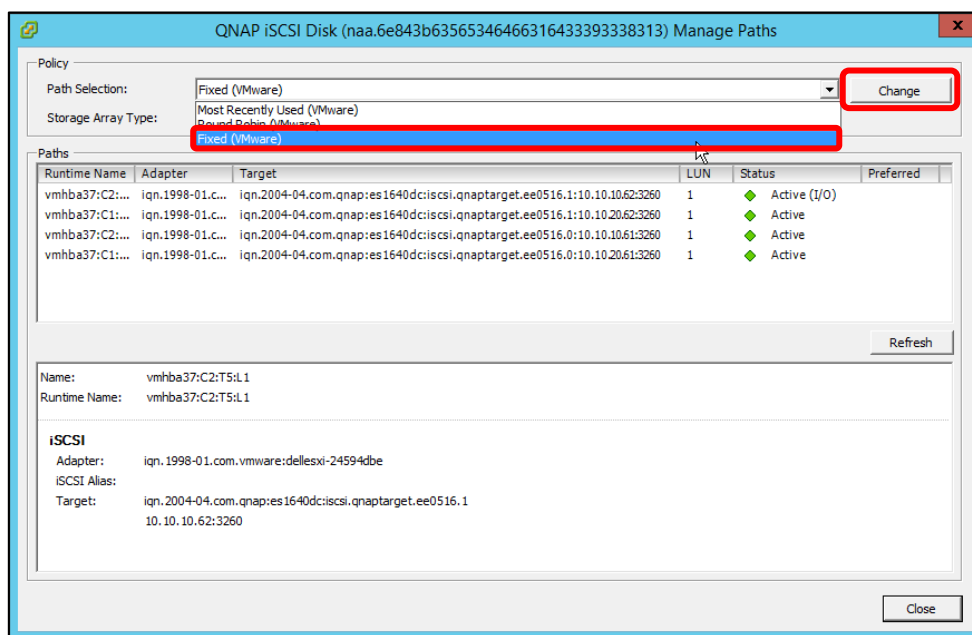 QNAP iSCSI Disk (naa.6e843b635653464663164333933383​13) Manage Paths
x
Policy
Path Selection: Fixed (VMware) Change
Most Recently Used (VMware)
Storage Array Type: Round Robin (VMware)
Fixed (VMware)
Paths
Runtime Name Adapter Target LUN Status Preferred
vmhba37:C2:... iqn.1998-01.c... iqn.2004-04.com.qnap:es1640dc:iscsi.qnaptarget.ee0516.1:10.10.10.62:3260 1 Active (I/O)
vmhba37:C1:... iqn.1998-01.c... iqn.2004-04.com.qnap:es1640dc:iscsi.qnaptarget.ee0516.1:10.10.20.62:3260 1 Active
vmhba37:C2:... iqn.1998-01.c... iqn.2004-04.com.qnap:es1640dc:iscsi.qnaptarget.ee0516.0:10.10.10.61:3260 1 Active
vmhba37:C1:... iqn.1998-01.c... iqn.2004-04.com.qnap:es1640dc:iscsi.qnaptarget.ee0516.0:10.10.20.61:3260 1 Active
Refresh
Name: vmhba37:C2:T5:L1
Runtime Name: vmhba37:C2:T5:L1
iSCSI
Adapter: iqn.1998-01.com.vmware:dellesxi-24594dbe
iSCSI Alias:
Target: iqn.2004-04.com.qnap:es1640dc:iscsi.qnaptarget.ee0516.1
10.10.10.62:3260
Close